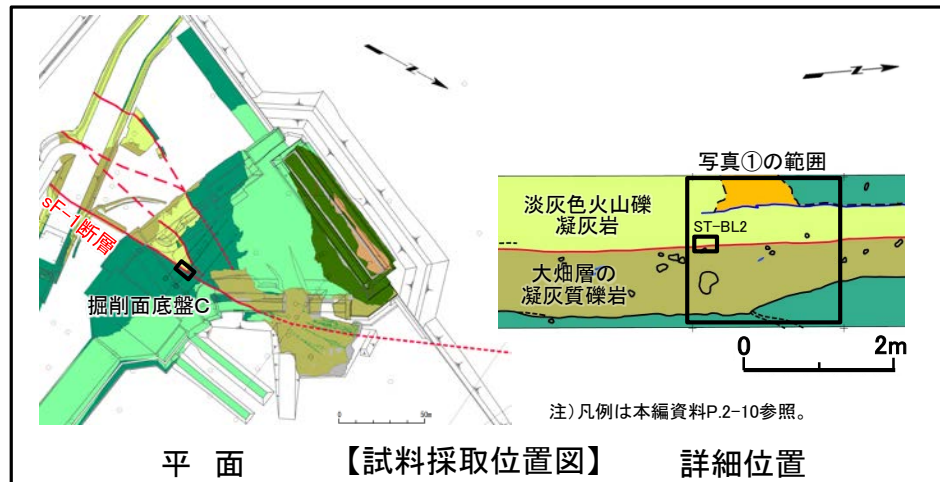 sF-1断層
掘削面底盤C
0 50m
N
平 面
【試料採取位置図】
N
写真①の範囲
淡灰色火山礫
凝灰岩
ST-BL2
大畑層の
凝灰質礫岩
0 2m
注）凡例は本編資料P.2-10参照。
詳細位置